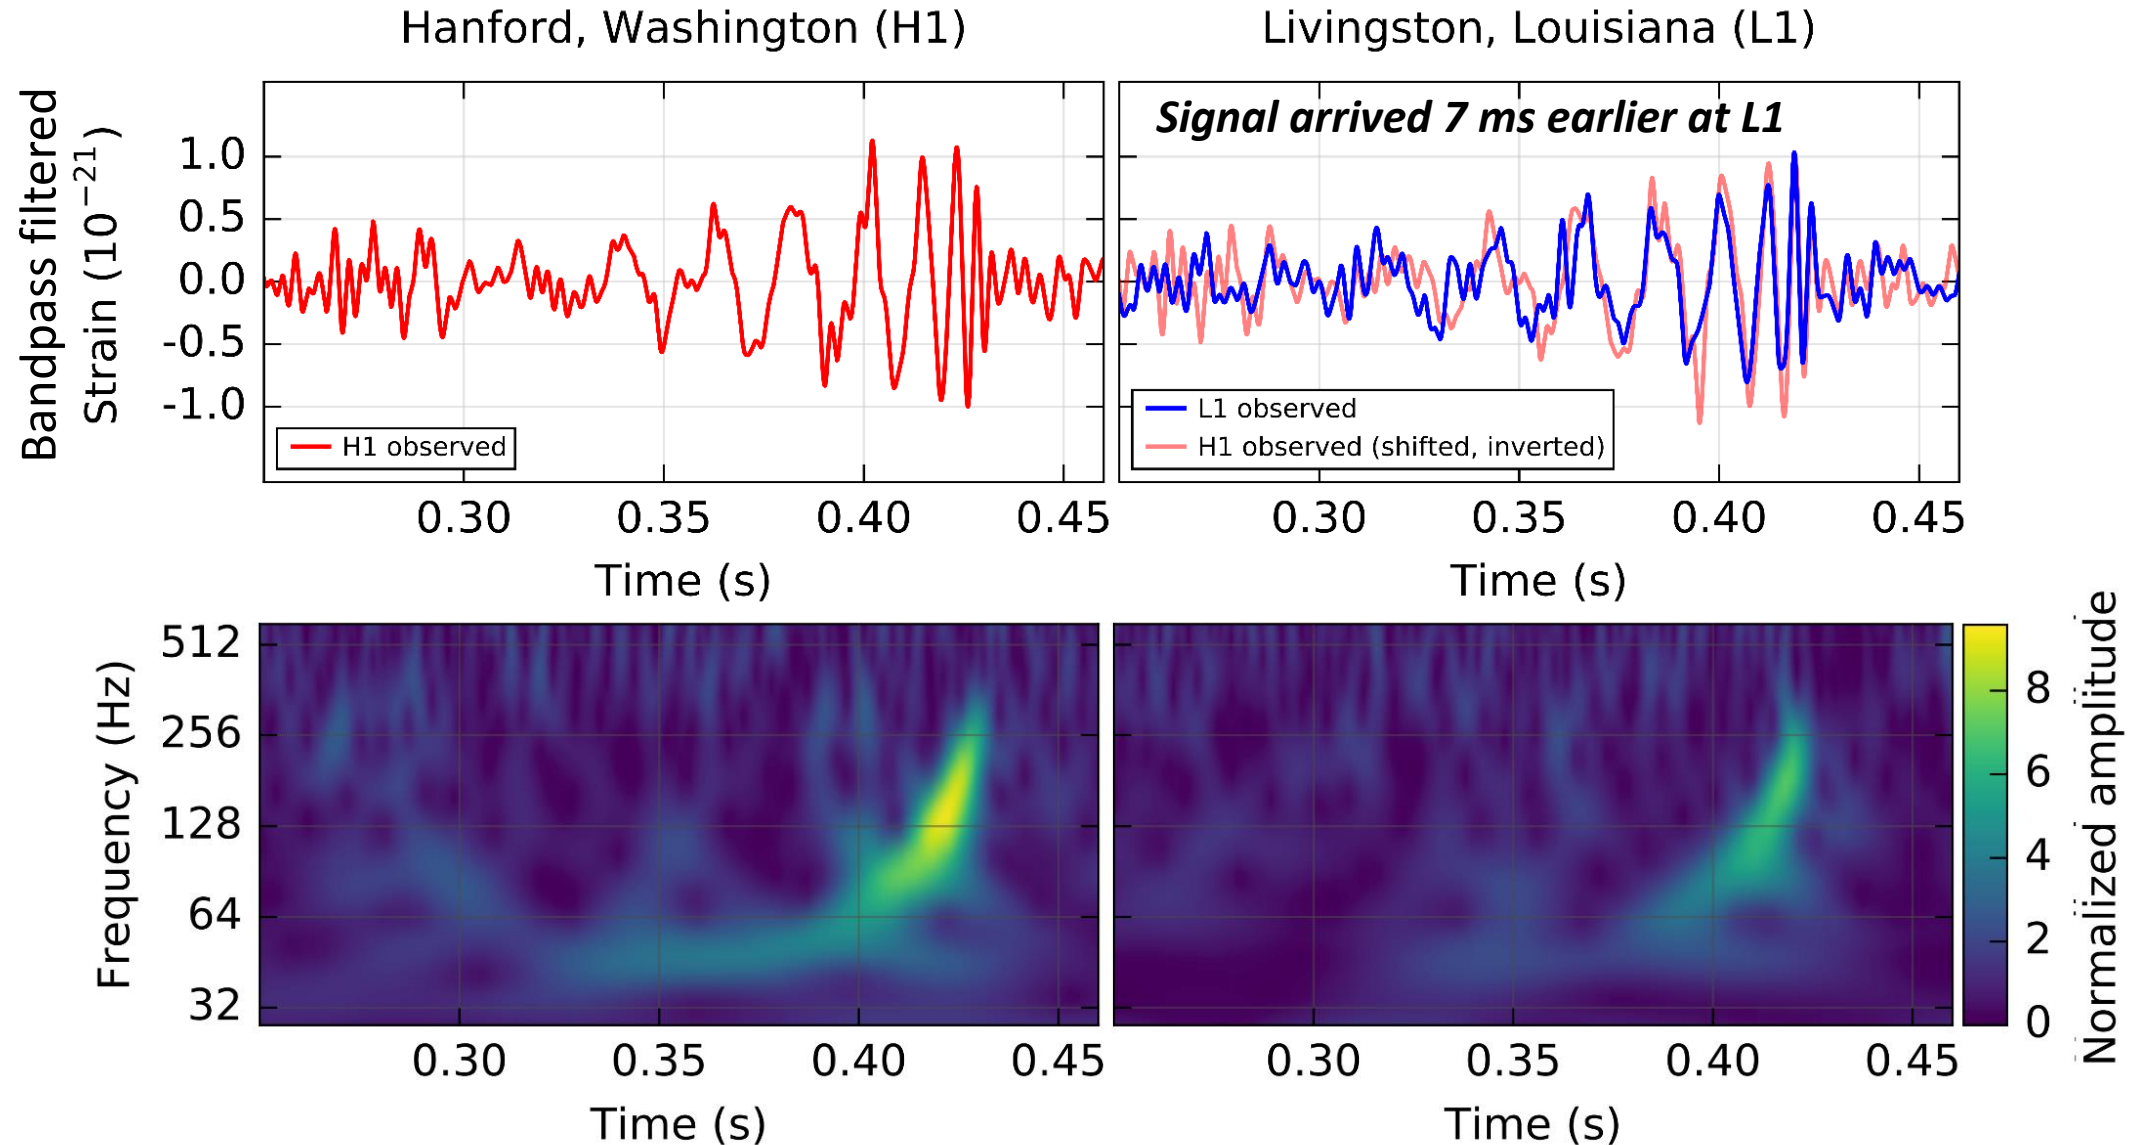 Hanford, Washington (H1)
Livingston, Louisiana (L1)
Signal arrived 7 ms earlier at L1
Bandpass filtered
Strain (10⁻²¹)
1.0
0.5
0.0
-0.5
-1.0
H1 observed
L1 observed
H1 observed (shifted, inverted)
0.30 0.35 0.40 0.45
0.30 0.35 0.40 0.45
Time (s)
Time (s)
Frequency (Hz)
512
256
128
64
32
0.30 0.35 0.40 0.45
0.30 0.35 0.40 0.45
Time (s)
Time (s)
8
6
4
2
0
Normalized amplitude